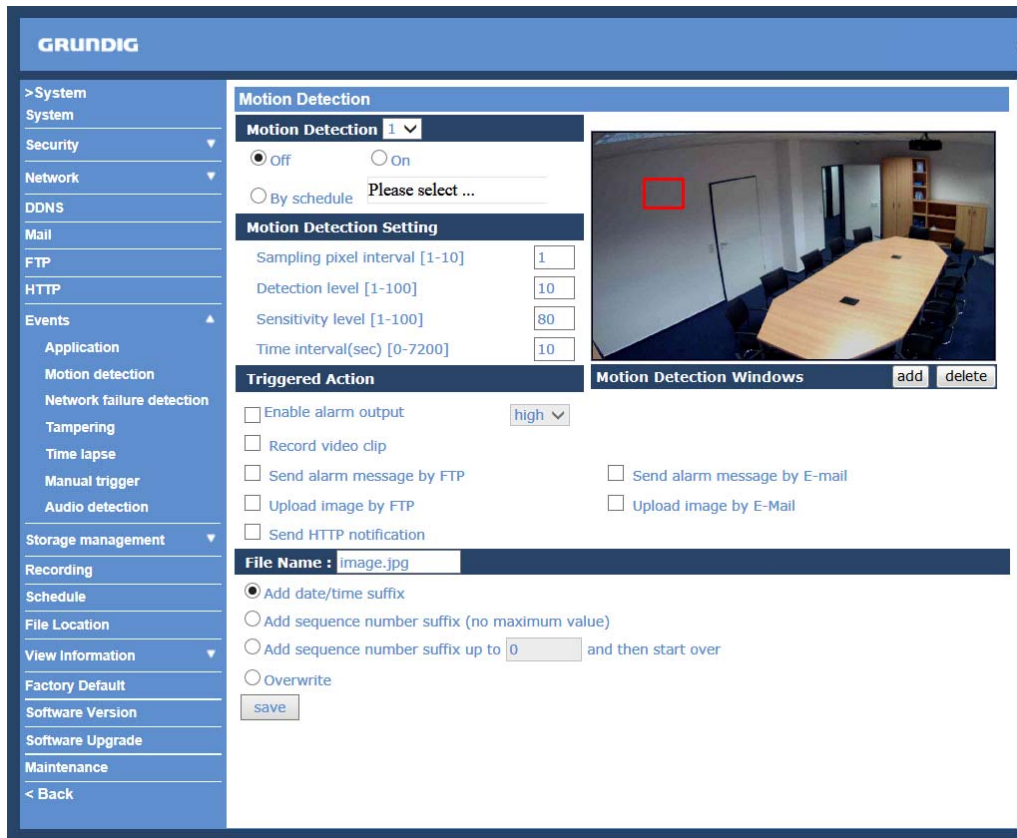 GRUNDIG
>System
System
Security
Network
DDNS
Mail
FTP
HTTP
Events
Application
Motion detection
Network failure detection
Tampering
Time lapse
Manual trigger
Audio detection
Storage management
Recording
Schedule
File Location
View Information
Factory Default
Software Version
Software Upgrade
Maintenance
< Back
Motion Detection
Motion Detection 1
Off On
By schedule Please select ...
Motion Detection Setting
Sampling pixel interval [1-10] 1
Detection level [1-100] 10
Sensitivity level [1-100] 80
Time interval(sec) [0-7200] 10
Motion Detection Windows add delete
Triggered Action
Enable alarm output high
Record video clip
Send alarm message by FTP Send alarm message by E-mail
Upload image by FTP Upload image by E-Mail
Send HTTP notification
File Name : image.jpg
Add date/time suffix
Add sequence number suffix (no maximum value)
Add sequence number suffix up to 0 and then start over
Overwrite
save